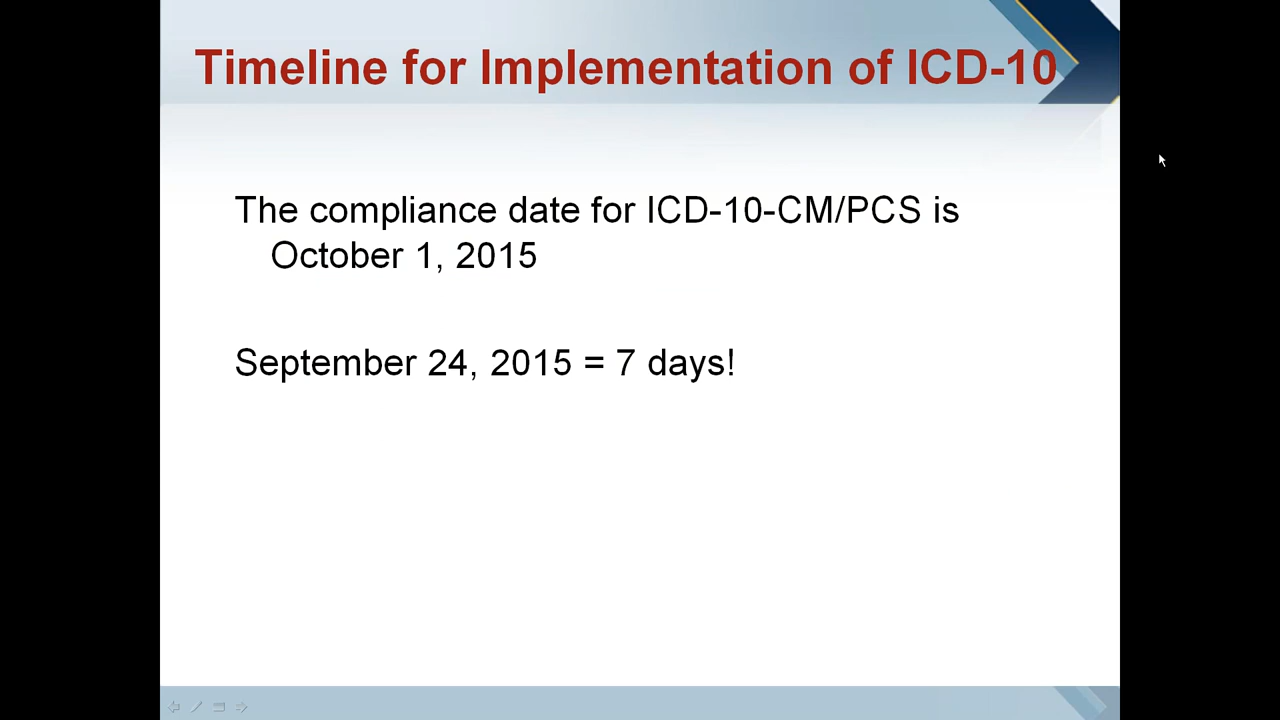 Timeline for Implementation of ICD-10
The compliance date for ICD-10-CM/PCS is
October 1, 2015
September 24, 2015 = 7 days!